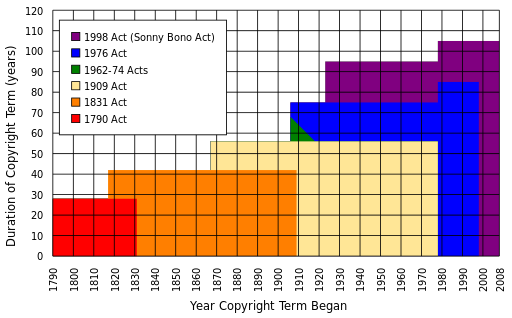 120
110
100
90
80
70
60
50
40
30
20
10
0
Duration of Copyright Term (years)
1998 Act (Sonny Bono Act)
1976 Act
1962-74 Acts
1909 Act
1831 Act
1790 Act
1790 1800 1810 1820 1830 1840 1850 1860 1870 1880 1890 1900 1910 1920 1930 1940 1950 1960 1970 1980 1990 2000 2008
Year Copyright Term Began